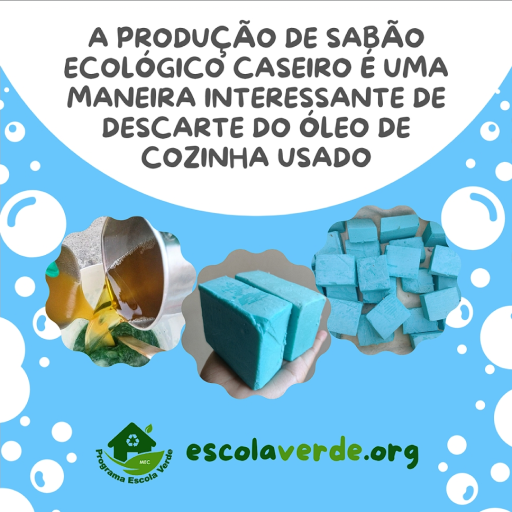 A PRODUÇÃO DE SABÃO
ECOLÓGICO CASEIRO É UMA
MANEIRA INTERESSANTE DE
DESCARTE DO ÓLEO DE
COZINHA USADO
MEC
Programa Escola Verde
escolaverde.org